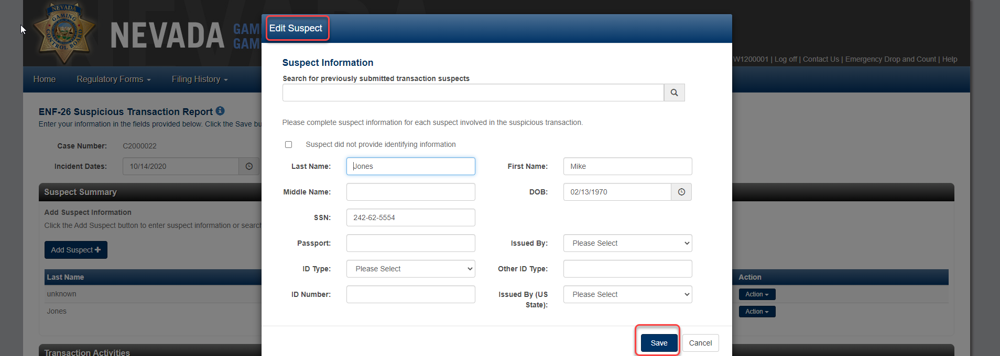 NEVADA
GAMING
CONTROL BOARD
NEVADA
GAM
GAM
W1200001 | Log off | Contact Us | Emergency Drop and Count | Help
Home Regulatory Forms Filing History
ENF-26 Suspicious Transaction Report
Enter your information in the fields provided below. Click the Save bu
Case Number: C2000022
Incident Dates: 10/14/2020
Suspect Summary
Add Suspect Information
Click the Add Suspect button to enter suspect information or search
Add Suspect
Last Name Action
unknown Action
Jones Action
Transaction Activities
Edit Suspect
Suspect Information
Search for previously submitted transaction suspects
Please complete suspect information for each suspect involved in the suspicious transaction.
Suspect did not provide identifying information
Last Name: Jones First Name: Mike
Middle Name: DOB: 02/13/1970
SSN: 242-62-5554
Passport: Issued By: Please Select
ID Type: Please Select Other ID Type:
ID Number: Issued By (US
State): Please Select
Save Cancel